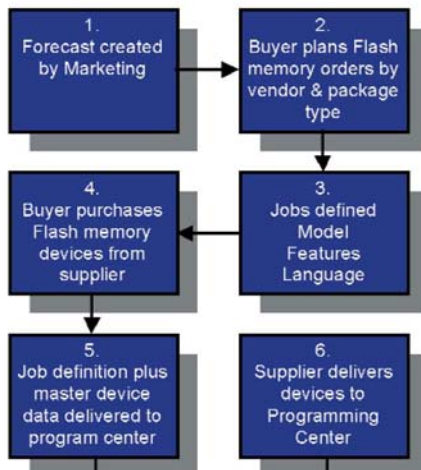 1.
Forecast created
by Marketing
2.
Buyer plans Flash
memory orders by
vendor & package
type
3.
Jobs defined
Model
Features
Language
4.
Buyer purchases
Flash memory
devices from
supplier
5.
Job definition plus
master device
data delivered to
program center
6.
Supplier delivers
devices to
Programming
Center